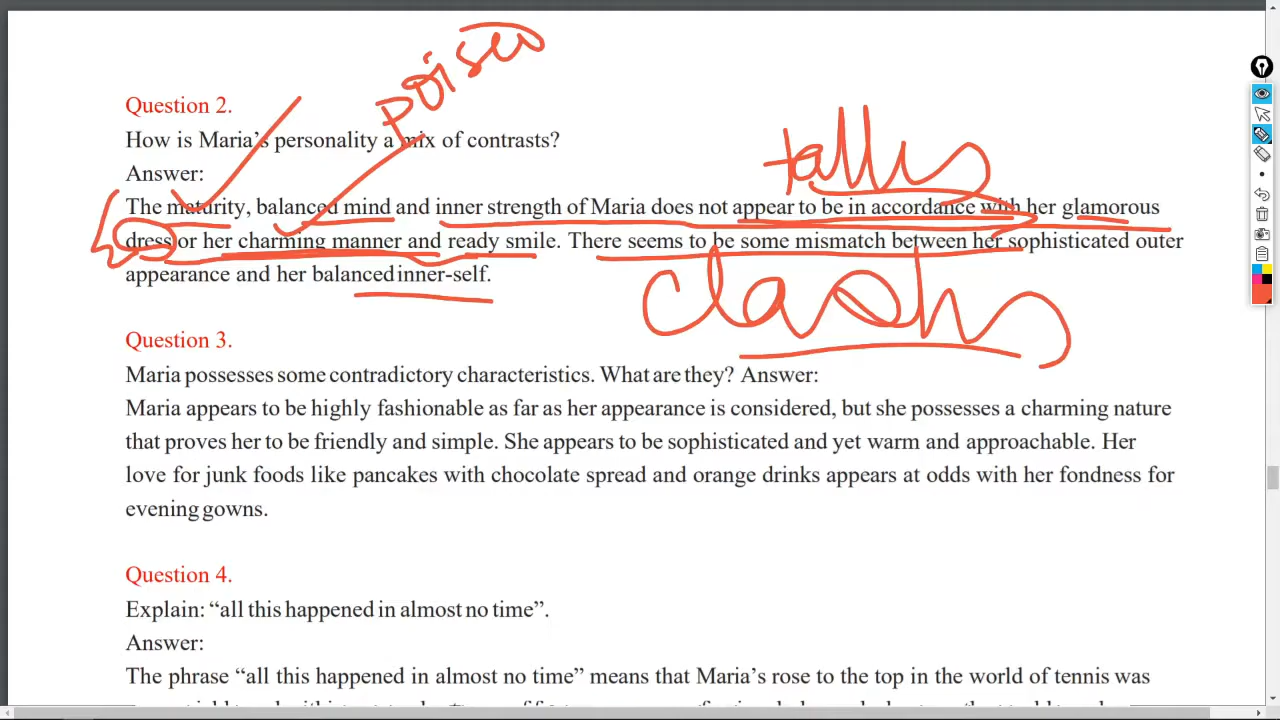 poised
Question 2.
How is Maria's personality a mix of contrasts?
Answer:
tallies
The maturity, balanced mind and inner strength of Maria does not appear to be in accordance with her glamorous
dress or her charming manner and ready smile. There seems to be some mismatch between her sophisticated outer
appearance and her balanced inner-self.
Question 3.
Maria possesses some contradictory characteristics. What are they? Answer:
Maria appears to be highly fashionable as far as her appearance is considered, but she possesses a charming nature
that proves her to be friendly and simple. She appears to be sophisticated and yet warm and approachable. Her
love for junk foods like pancakes with chocolate spread and orange drinks appears at odds with her fondness for
evening gowns.
Question 4.
Explain: “all this happened in almost no time”.
Answer:
The phrase “all this happened in almost no time” means that Maria’s rose to the top in the world of tennis was